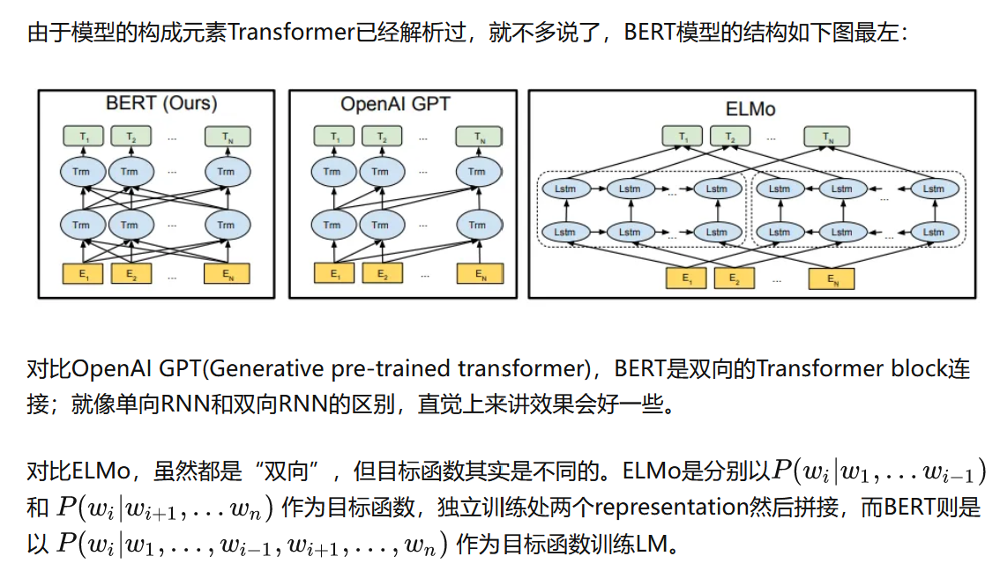 由于模型的构成元素Transformer已经解析过，就不多说了，BERT模型的结构如下图最左：
BERT (Ours)
T₁ T₂ ... T_N
Trm Trm ... Trm
Trm Trm ... Trm
E₁ E₂ ... E_N
OpenAI GPT
T₁ T₂ ... T_N
Trm Trm ... Trm
Trm Trm ... Trm
E₁ E₂ ... E_N
ELMo
T₁ T₂ ... T_N
Lstm Lstm ... Lstm Lstm Lstm ... Lstm
Lstm Lstm ... Lstm Lstm Lstm ... Lstm
E₁ E₂ ... E_N
对比OpenAI GPT(Generative pre-trained transformer)，BERT是双向的Transformer block连
接；就像单向RNN和双向RNN的区别，直觉上来讲效果会好一些。
对比ELMo，虽然都是“双向”，但目标函数其实是不同的。ELMo是分别以P(w_i|w_1, ... w_{i-1})
和 P(w_i|w_{i+1}, ... w_n) 作为目标函数，独立训练处两个representation然后拼接，而BERT则是
以 P(w_i|w_1, ..., w_{i-1}, w_{i+1}, ..., w_n) 作为目标函数训练LM。